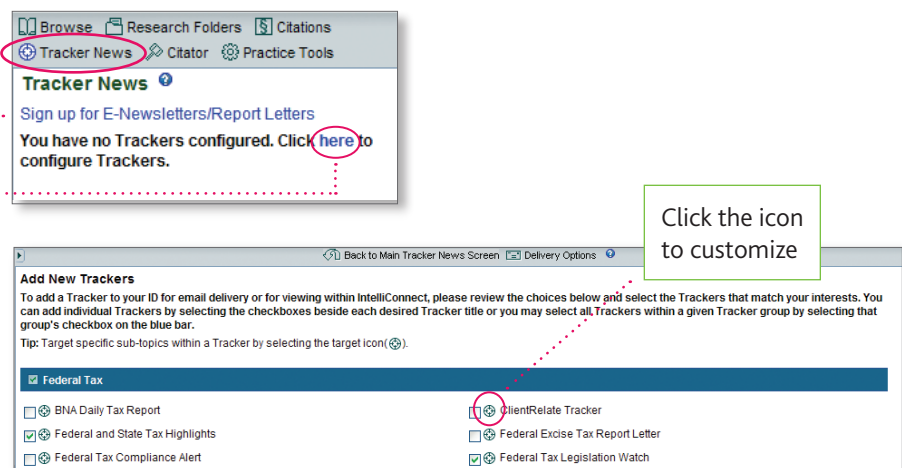 Browse Research Folders § Citations
Tracker News Citator Practice Tools
Tracker News ?
Sign up for E-Newsletters/Report Letters
You have no Trackers configured. Click here to
configure Trackers.
Click the icon
to customize
Back to Main Tracker News Screen Delivery Options ?
Add New Trackers
To add a Tracker to your ID for email delivery or for viewing within IntelliConnect, please review the choices below and select the Trackers that match your interests. You
can add individual Trackers by selecting the checkboxes beside each desired Tracker title or you may select all Trackers within a given Tracker group by selecting that
group's checkbox on the blue bar.
Tip: Target specific sub-topics within a Tracker by selecting the target icon( ).
Federal Tax
BNA Daily Tax Report ClientRelate Tracker
Federal and State Tax Highlights Federal Excise Tax Report Letter
Federal Tax Compliance Alert Federal Tax Legislation Watch